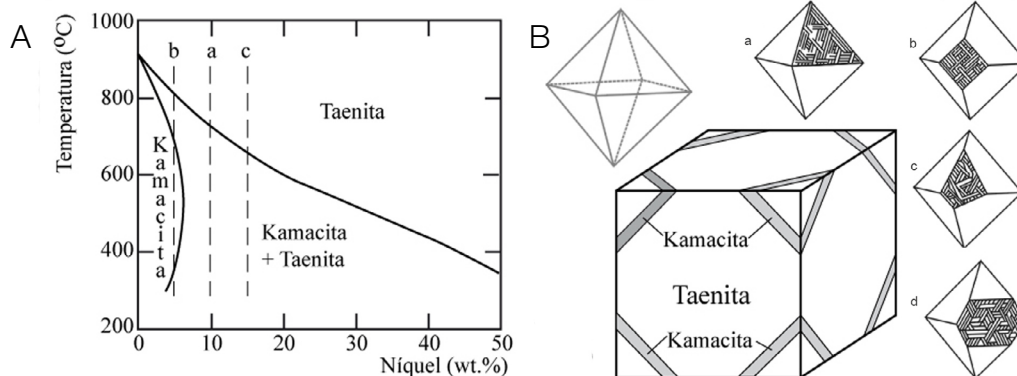 A
Temperatura (ºC)
1000
800
600
400
200
b a c
Taenita
Kamacita
Kamacita
+ Taenita
0 10 20 30 40 50
Níquel (wt.%)
B
a
b
c
d
Kamacita
Taenita
Kamacita